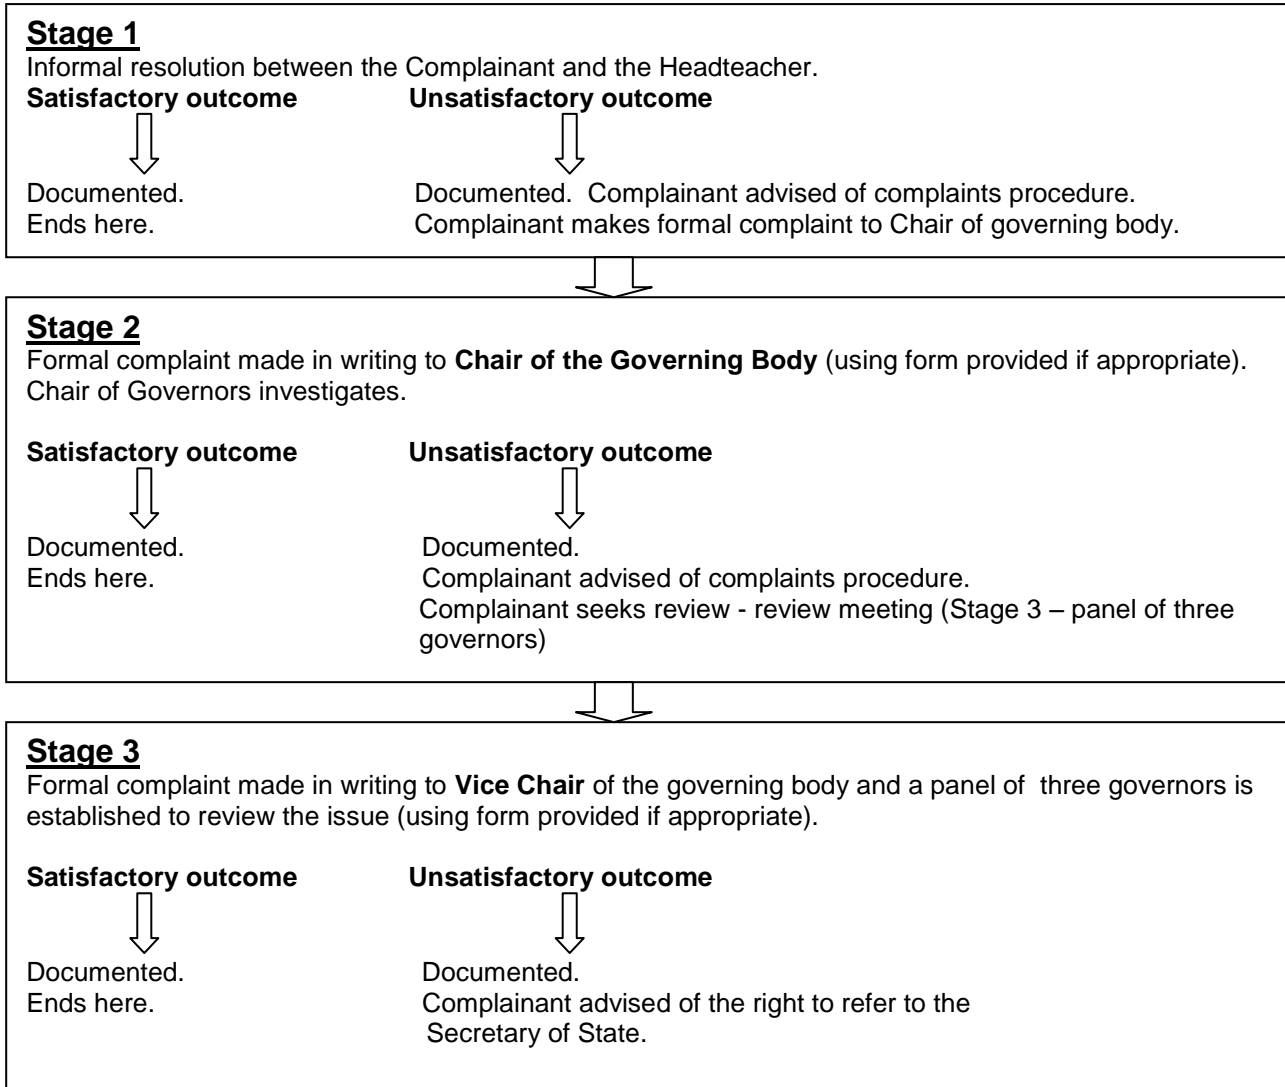 Stage 1
Informal resolution between the Complainant and the Headteacher.
Satisfactory outcome Unsatisfactory outcome
Documented. Documented.  Complainant advised of complaints procedure.
Ends here. Complainant makes formal complaint to Chair of governing body.
Stage 2
Formal complaint made in writing to Chair of the Governing Body (using form provided if appropriate).
Chair of Governors investigates.
Satisfactory outcome Unsatisfactory outcome
Documented. Documented.
Ends here. Complainant advised of complaints procedure.
Complainant seeks review - review meeting (Stage 3 – panel of three
governors)
Stage 3
Formal complaint made in writing to Vice Chair of the governing body and a panel of  three governors is
established to review the issue (using form provided if appropriate).
Satisfactory outcome Unsatisfactory outcome
Documented. Documented.
Ends here. Complainant advised of the right to refer to the
Secretary of State.